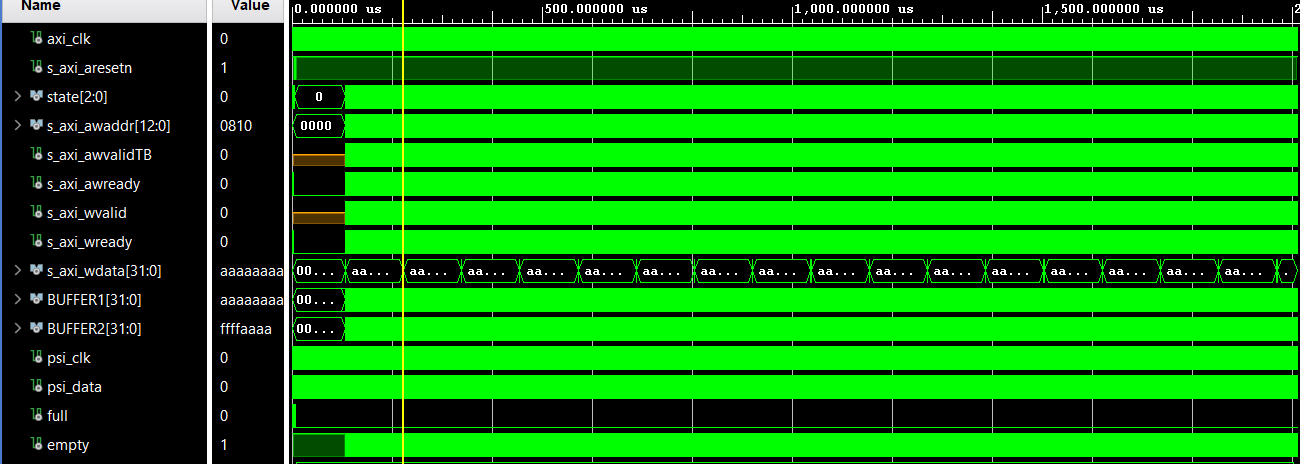 Name Value 0.000000 us 500.000000 us 1,000.000000 us 1,500.000000 us 2
axi_clk 0
s_axi_aresetn 1
state[2:0] 0 0
s_axi_awaddr[12:0] 0810 0000
s_axi_awvalidTB 0
s_axi_awready 0
s_axi_wvalid 0
s_axi_wready 0
s_axi_wdata[31:0] aaaaaaaa 00... aa... aa... aa... aa... aa... aa... aa... aa... aa... aa... aa... aa... aa... aa... aa... aa...
BUFFER1[31:0] aaaaaaaa 00...
BUFFER2[31:0] ffffaaaa 00...
psi_clk 0
psi_data 0
full 0
empty 1